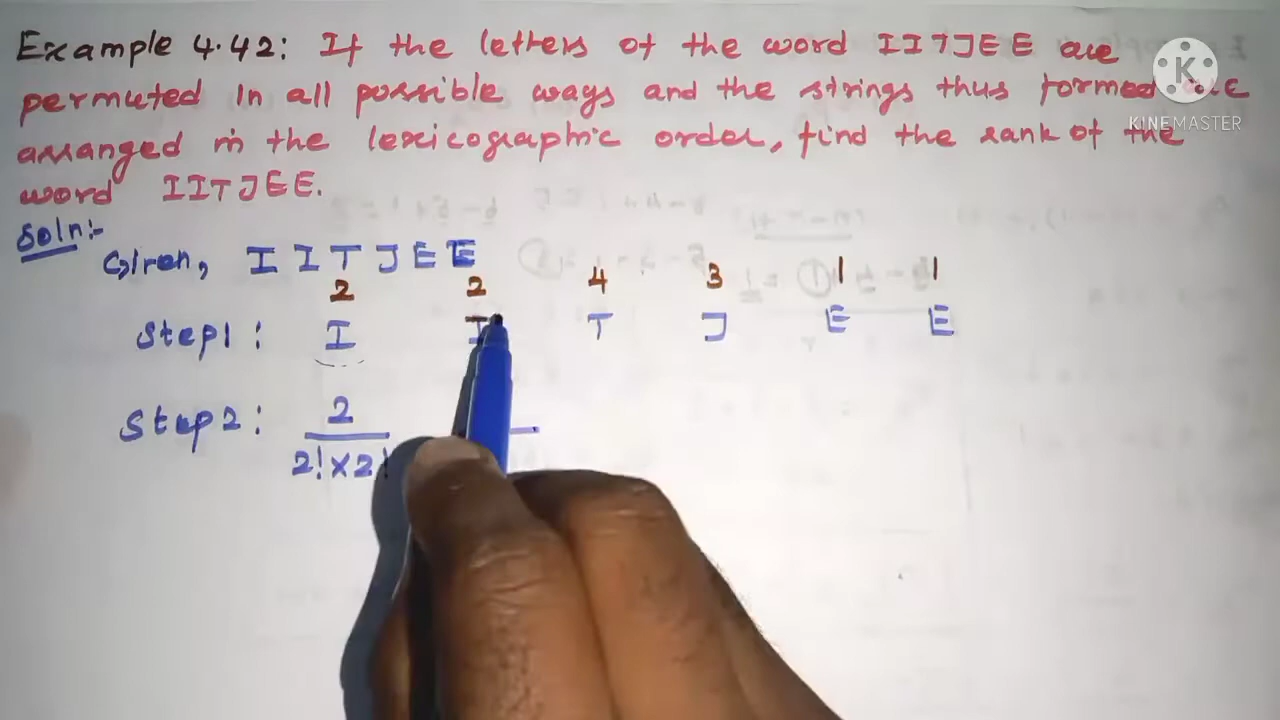 Example 4.42: If the letters of the word IITJEE are
permuted in all possible ways and the strings thus formed are
K
KINEMASTER
arranged in the lexicographic order, find the rank of the
word IITJEE.
Soln:-
Given, I I T J E E
2 2 4 3 1 1
Step1: I I T J E E
Step2: 2
2! x 2!